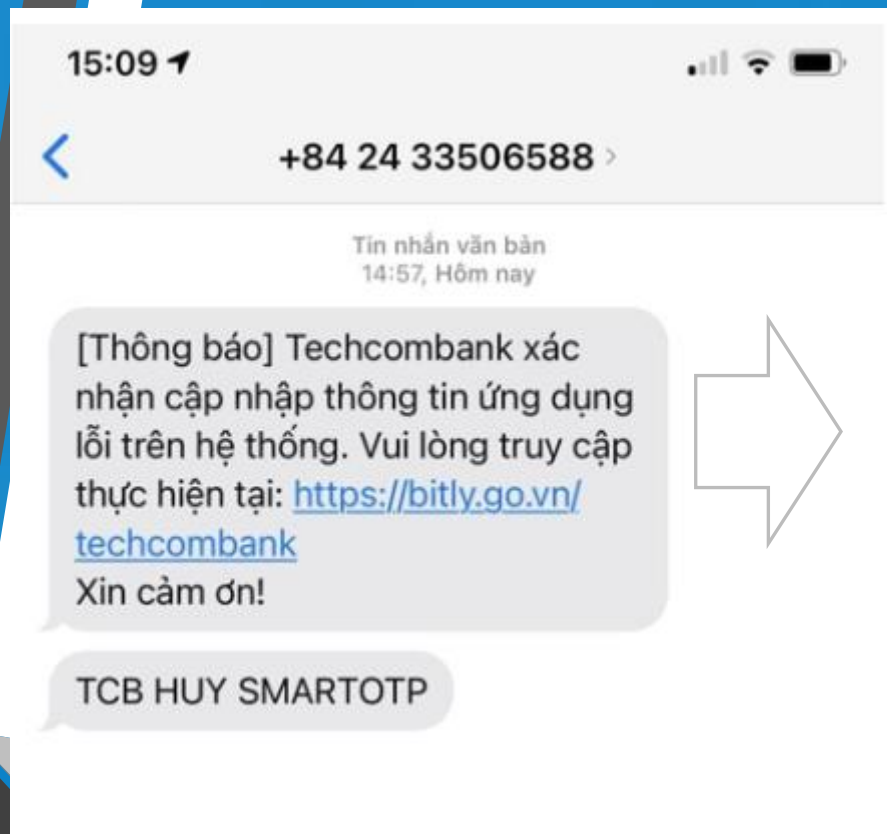 15:09
+84 24 33506588
Tin nhắn văn bản
14:57, Hôm nay
[Thông báo] Techcombank xác
nhận cập nhập thông tin ứng dụng
lỗi trên hệ thống. Vui lòng truy cập
thực hiện tại: https://bitly.go.vn/
techcombank
Xin cảm ơn!
TCB HUY SMARTOTP